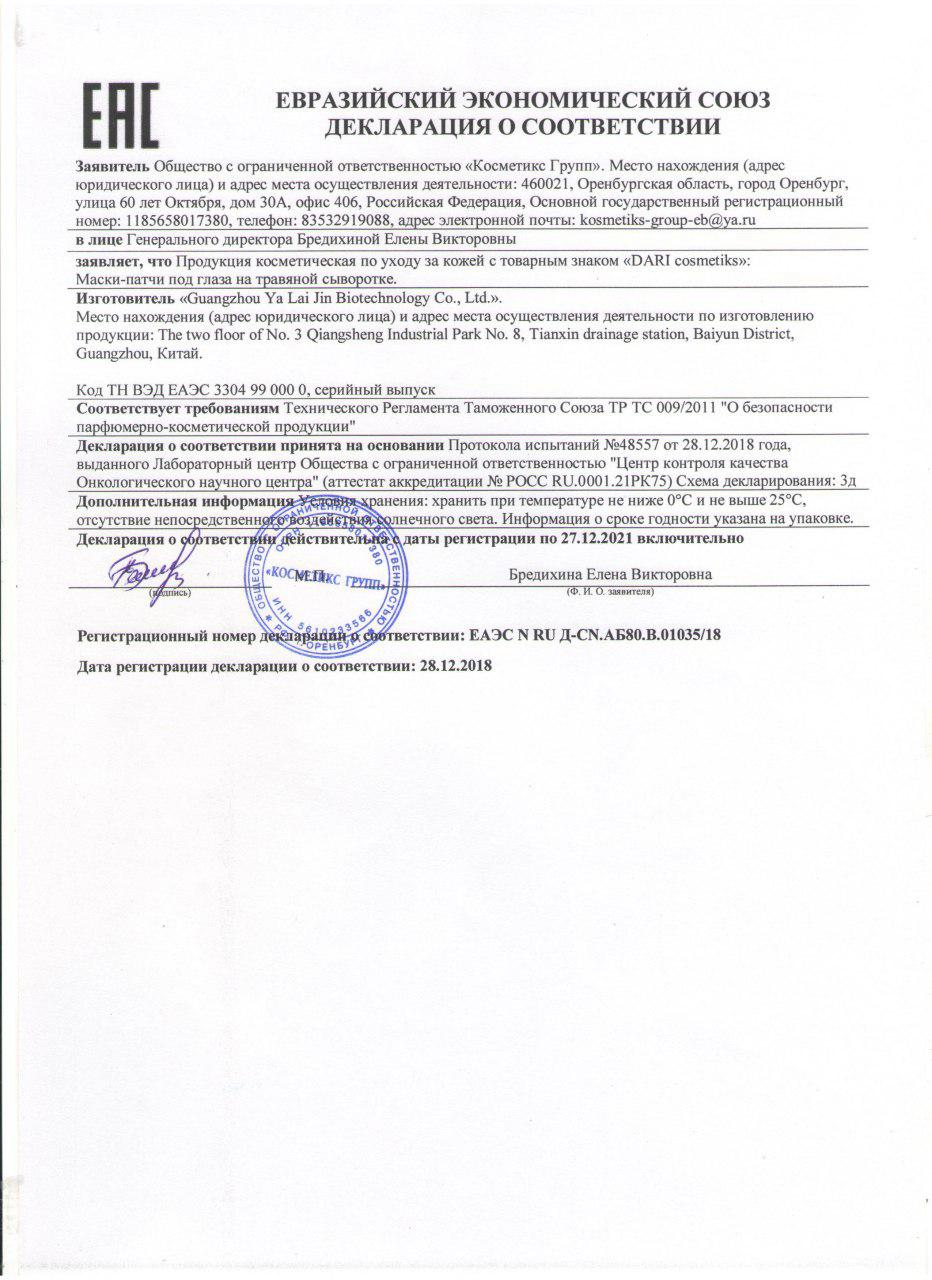 ЕАС
ЕВРАЗИЙСКИЙ ЭКОНОМИЧЕСКИЙ СОЮЗ
ДЕКЛАРАЦИЯ О СООТВЕТСТВИИ
Заявитель Общество с ограниченной ответственностью «Косметикс Групп». Место нахождения (адрес
юридического лица) и адрес места осуществления деятельности: 460021, Оренбургская область, город Оренбург,
улица 60 лет Октября, дом 30А, офис 406, Российская Федерация, Основной государственный регистрационный
номер: 1185658017380, телефон: 83532919088, адрес электронной почты: kosmetiks-group-eb@ya.ru
в лице Генерального директора Бредихиной Елены Викторовны
заявляет, что Продукция косметическая по уходу за кожей с товарным знаком «DARI cosmetiks»:
Маски-патчи под глаза на травяной сыворотке.
Изготовитель «Guangzhou Ya Lai Jin Biotechnology Co., Ltd.».
Место нахождения (адрес юридического лица) и адрес места осуществления деятельности по изготовлению
продукции: The two floor of No. 3 Qiangsheng Industrial Park No. 8, Tianxin drainage station, Baiyun District,
Guangzhou, Китай.
Код ТН ВЭД ЕАЭС 3304 99 000 0, серийный выпуск
Соответствует требованиям Технического Регламента Таможенного Союза ТР ТС 009/2011 "О безопасности
парфюмерно-косметической продукции"
Декларация о соответствии принята на основании Протокола испытаний №48557 от 28.12.2018 года,
выданного Лабораторный центр Общества с ограниченной ответственностью "Центр контроля качества
Онкологического научного центра" (аттестат аккредитации № РОСС RU.0001.21РК75) Схема декларирования: 3д
Дополнительная информация Условия хранения: хранить при температуре не ниже 0°С и не выше 25°С,
отсутствие непосредственного воздействия солнечного света. Информация о сроке годности указана на упаковке.
Декларация о соответствии действительна с даты регистрации по 27.12.2021 включительно
ОБЩЕСТВО С ОГРАНИЧЕННОЙ ОТВЕТСТВЕННОСТЬЮ
ОГРН 1185658017380
«КОСМЕТИКС ГРУПП»
ИНН 5610233566
М.П.
Бредихина Елена Викторовна
(подпись)
(Ф. И. О. заявителя)
Регистрационный номер декларации о соответствии: ЕАЭС N RU Д-CN.АБ80.В.01035/18
Дата регистрации декларации о соответствии: 28.12.2018